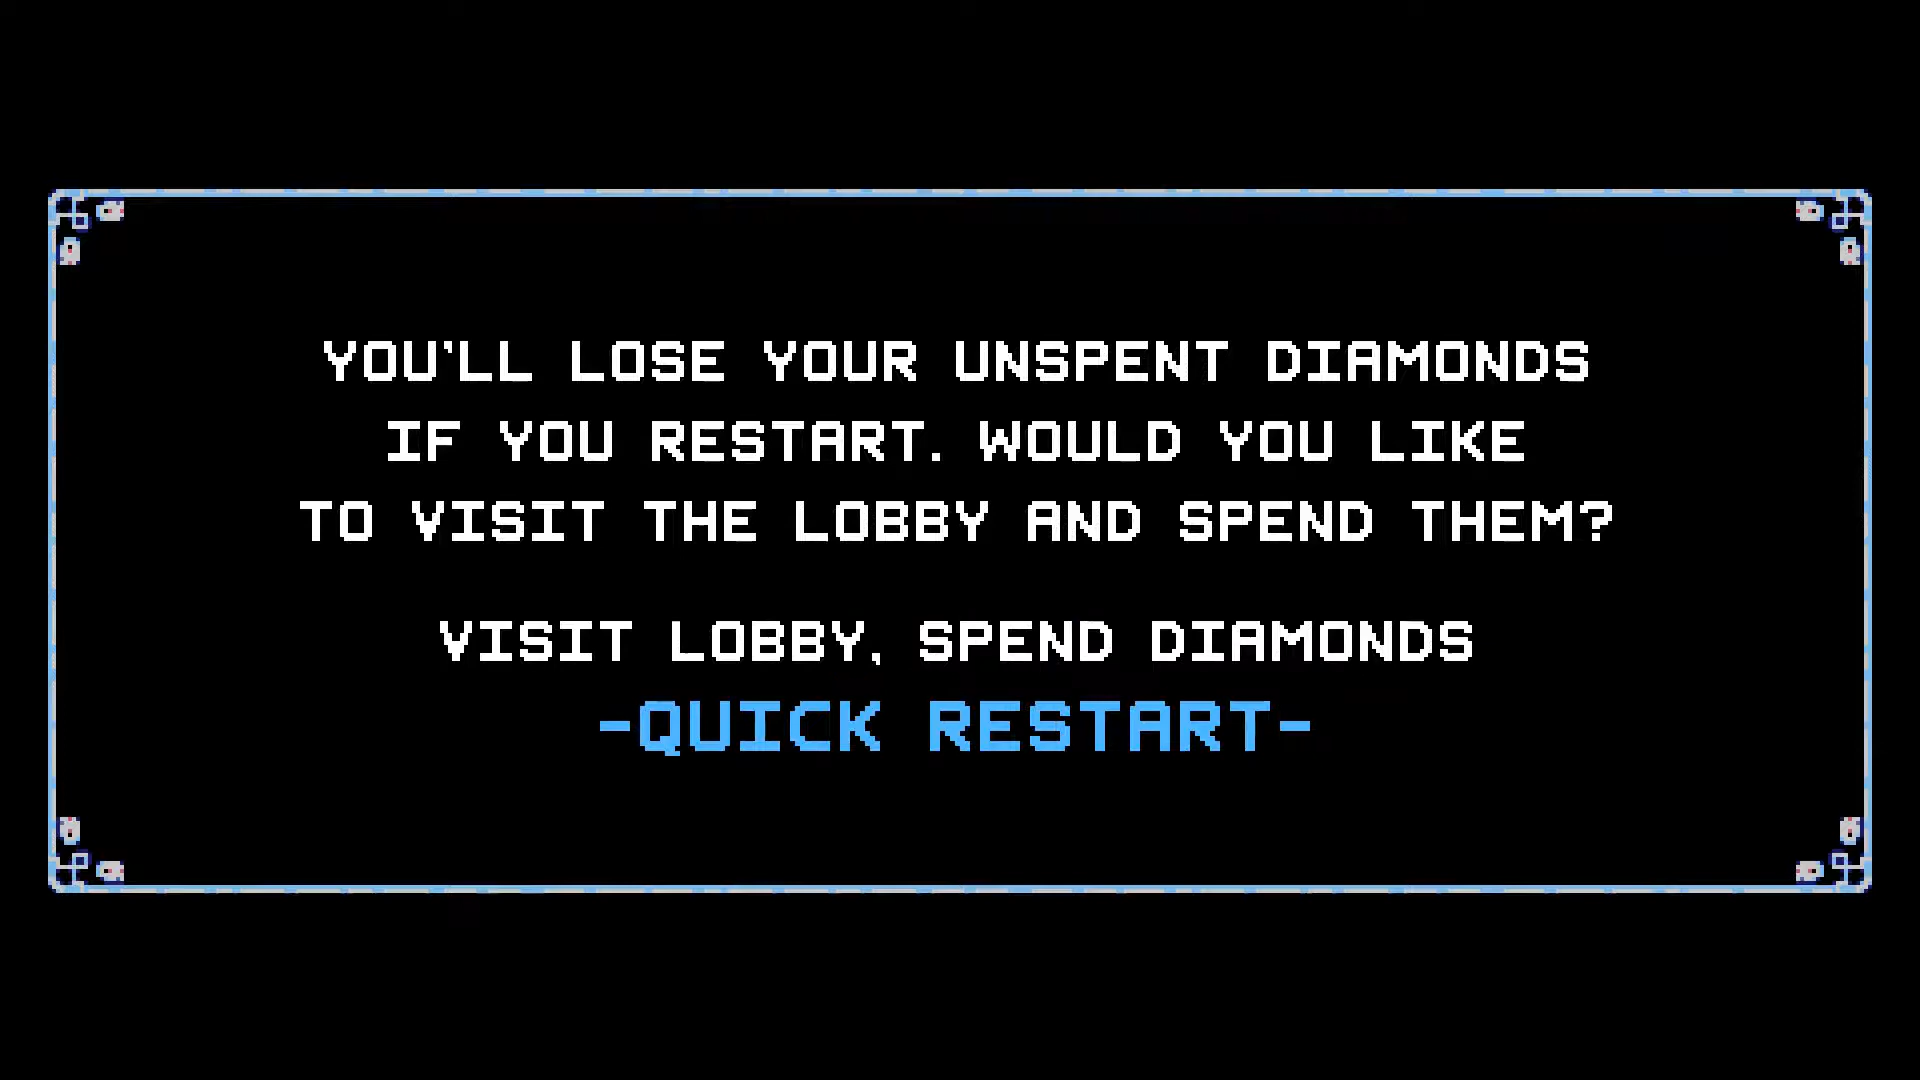 YOU'LL LOSE YOUR UNSPENT DIAMONDS
IF YOU RESTART. WOULD YOU LIKE
TO VISIT THE LOBBY AND SPEND THEM?
VISIT LOBBY, SPEND DIAMONDS
-QUICK RESTART-